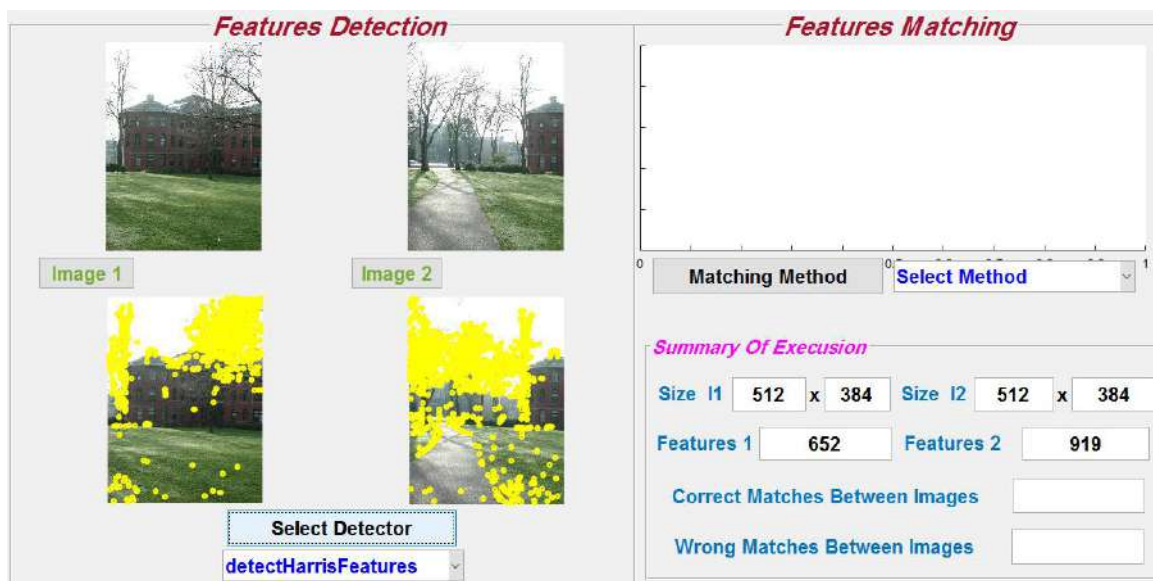 Features Detection
Image 1
Image 2
Select Detector
detectHarrisFeatures
Features Matching
0
1
Matching Method
Select Method
Summary Of Execusion
Size I1 512 x 384 Size I2 512 x 384
Features 1 652 Features 2 919
Correct Matches Between Images
Wrong Matches Between Images